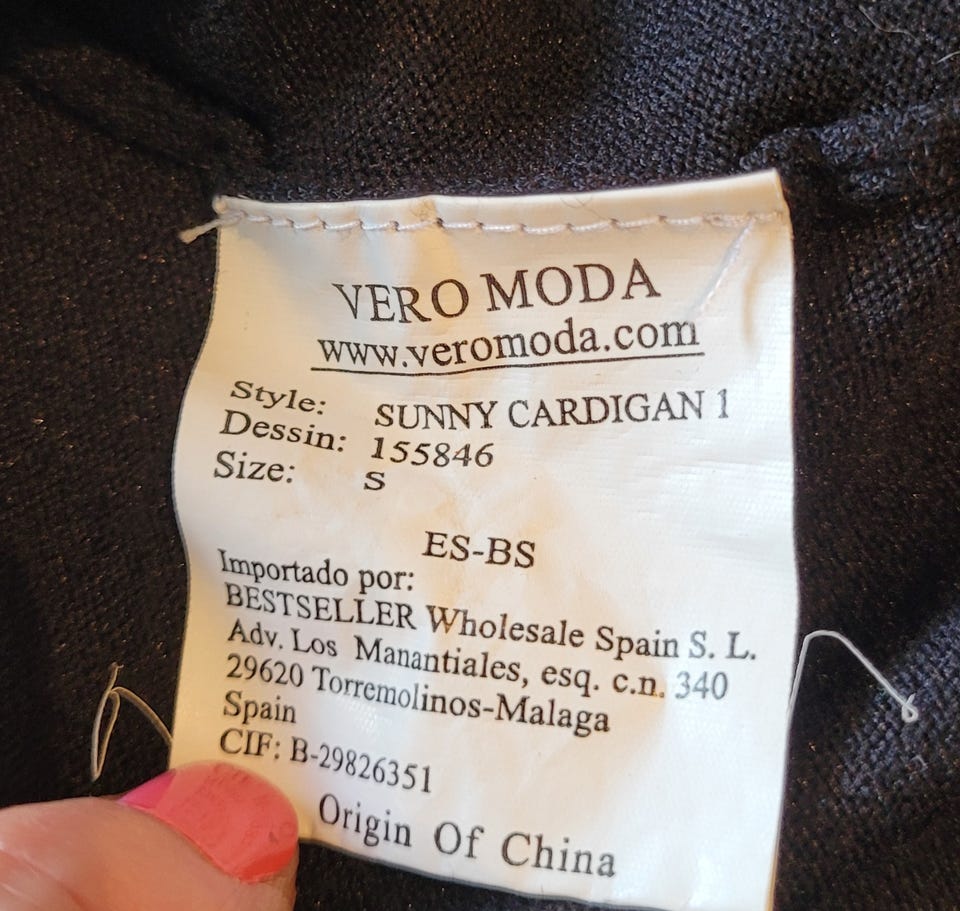 VERO MODA
www.veromoda.com
Style: SUNNY CARDIGAN 1
Dessin: 155846
Size: S
ES-BS
Importado por:
BESTSELLER Wholesale Spain S. L.
Adv. Los Manantiales, esq. c.n. 340
29620 Torremolinos-Malaga
Spain
CIF: B-29826351
Origin Of China